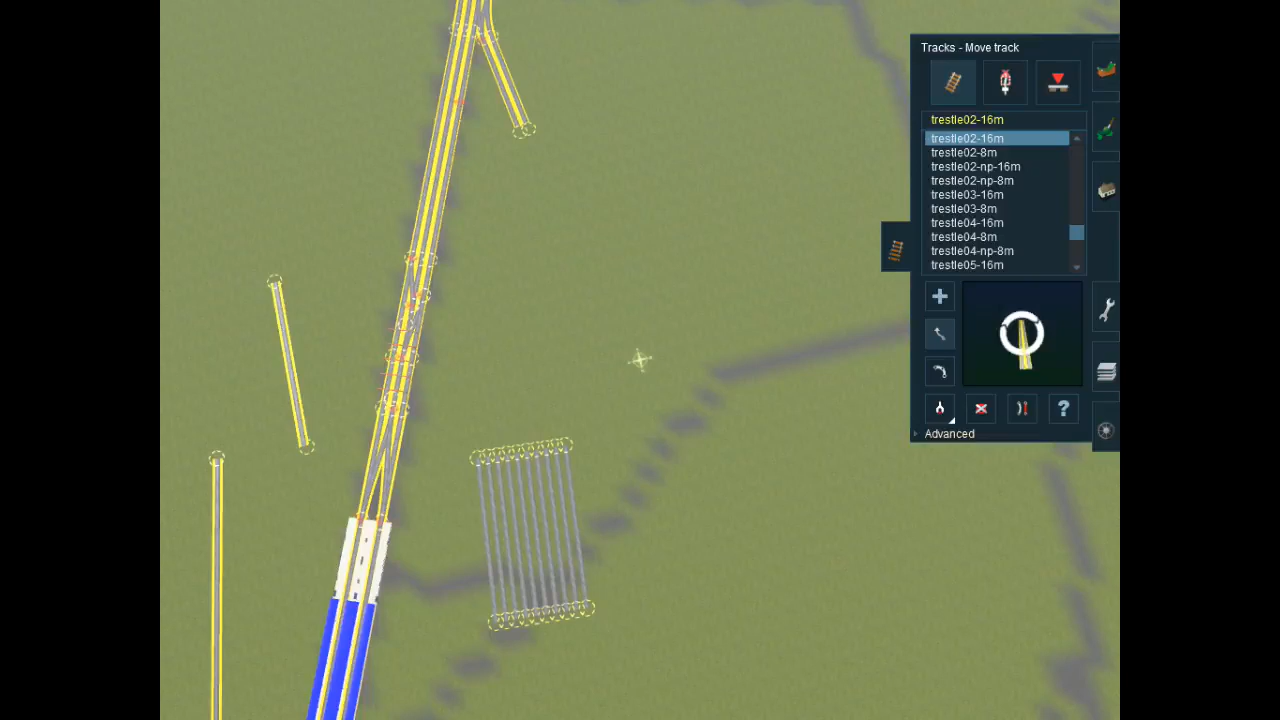 Tracks - Move track
trestle02-16m
trestle02-16m
trestle02-8m
trestle02-np-16m
trestle02-np-8m
trestle03-16m
trestle03-8m
trestle04-16m
trestle04-8m
trestle04-np-8m
trestle05-16m
?
Advanced